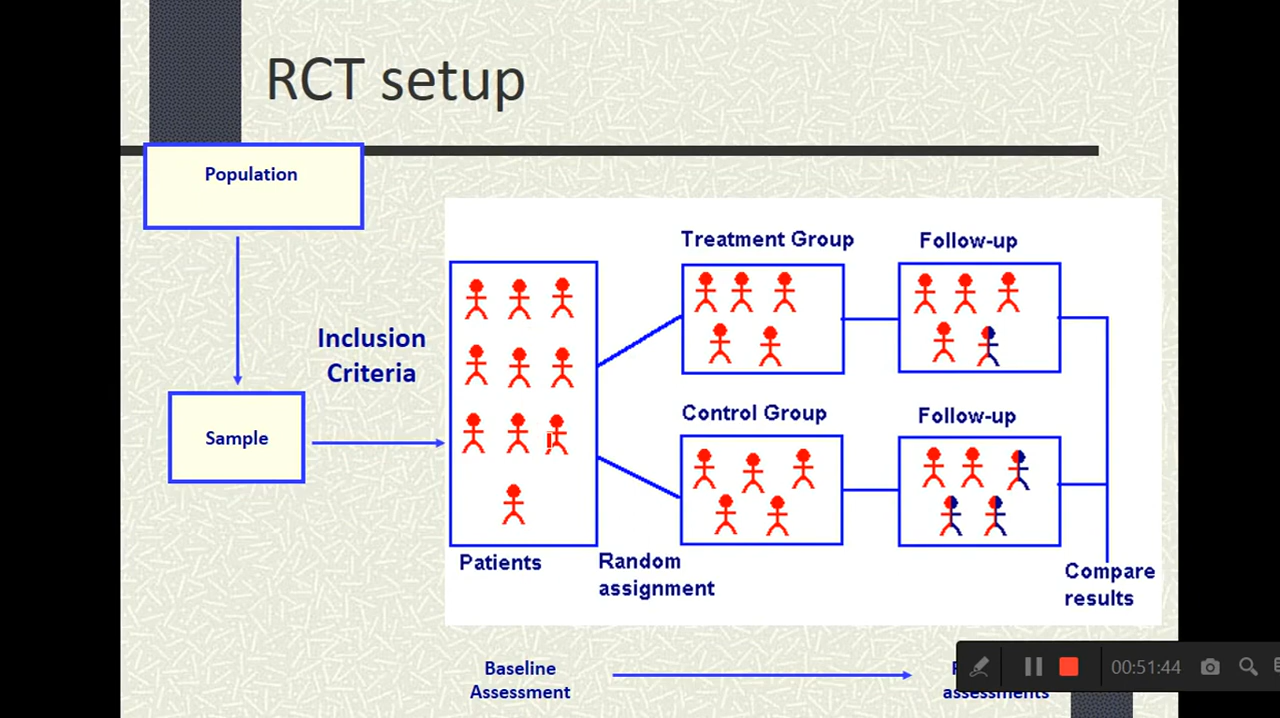 RCT setup
Population
Inclusion
Criteria
Sample
Treatment Group
Follow-up
Control Group
Follow-up
Patients
Random
assignment
Compare
results
Baseline
Assessment
assessments
00:51:44